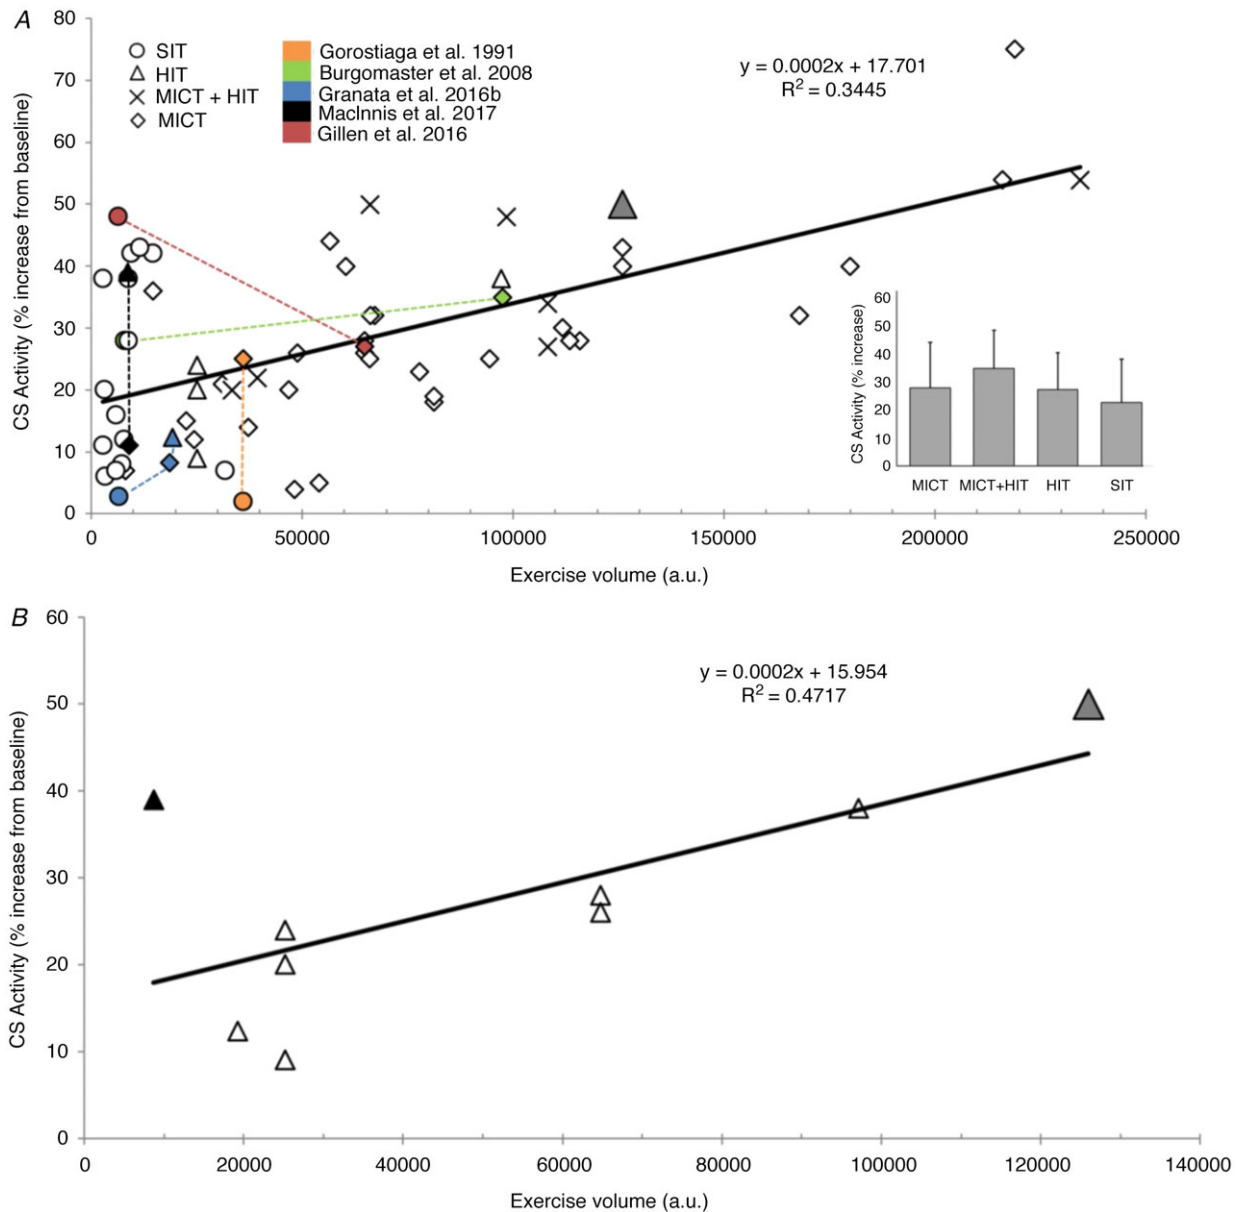 A
80
70
60
50
40
30
20
10
0
CS Activity (% increase from baseline)
SIT
HIT
MICT + HIT
MICT
Gorostiaga et al. 1991
Burgomaster et al. 2008
Granata et al. 2016b
MacInnis et al. 2017
Gillen et al. 2016
y = 0.0002x + 17.701
R² = 0.3445
CS Activity (% increase)
60
50
40
30
20
10
0
MICT MICT+HIT HIT SIT
0 50000 100000 150000 200000 250000
Exercise volume (a.u.)
B
60
50
40
30
20
10
0
CS Activity (% increase from baseline)
y = 0.0002x + 15.954
R² = 0.4717
0 20000 40000 60000 80000 100000 120000 140000
Exercise volume (a.u.)